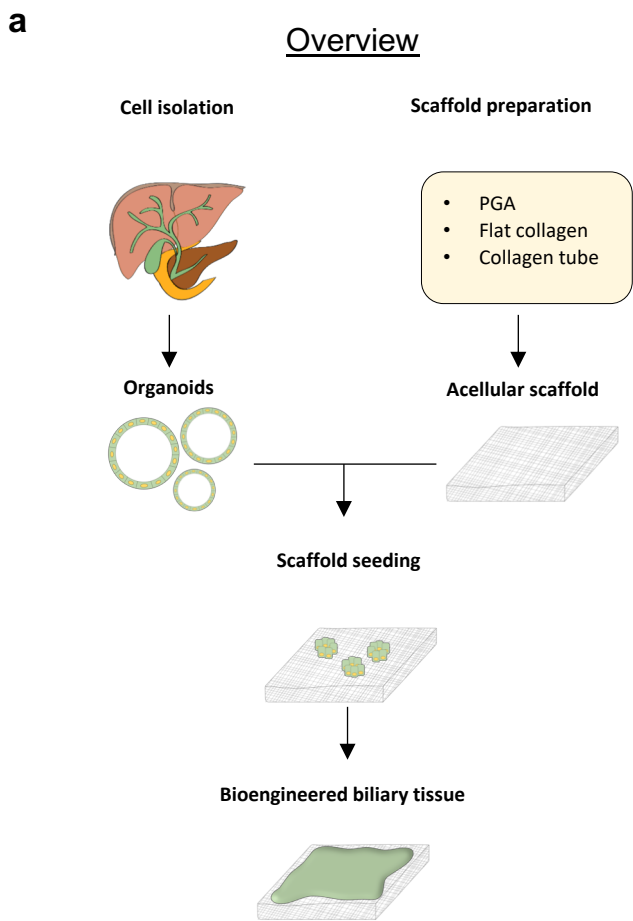 a
Overview
Cell isolation
Scaffold preparation
• PGA
• Flat collagen
• Collagen tube
Organoids
Acellular scaffold
Scaffold seeding
Bioengineered biliary tissue